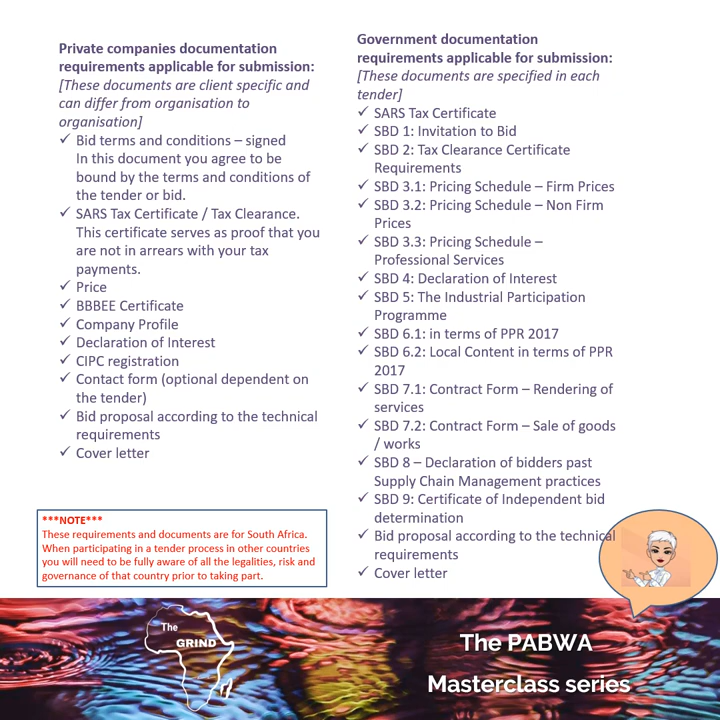 Private companies documentation
requirements applicable for submission:
[These documents are client specific and
can differ from organisation to
organisation]
✓ Bid terms and conditions – signed
In this document you agree to be
bound by the terms and conditions of
the tender or bid.
✓ SARS Tax Certificate / Tax Clearance.
This certificate serves as proof that you
are not in arrears with your tax
payments.
✓ Price
✓ BBBEE Certificate
✓ Company Profile
✓ Declaration of Interest
✓ CIPC registration
✓ Contact form (optional dependent on
the tender)
✓ Bid proposal according to the technical
requirements
✓ Cover letter
***NOTE***
These requirements and documents are for South Africa.
When participating in a tender process in other countries
you will need to be fully aware of all the legalities, risk and
governance of that country prior to taking part.
Government documentation
requirements applicable for submission:
[These documents are specified in each
tender]
✓ SARS Tax Certificate
✓ SBD 1: Invitation to Bid
✓ SBD 2: Tax Clearance Certificate
Requirements
✓ SBD 3.1: Pricing Schedule – Firm Prices
✓ SBD 3.2: Pricing Schedule – Non Firm
Prices
✓ SBD 3.3: Pricing Schedule –
Professional Services
✓ SBD 4: Declaration of Interest
✓ SBD 5: The Industrial Participation
Programme
✓ SBD 6.1: in terms of PPR 2017
✓ SBD 6.2: Local Content in terms of PPR
2017
✓ SBD 7.1: Contract Form – Rendering of
services
✓ SBD 7.2: Contract Form – Sale of goods
/ works
✓ SBD 8 – Declaration of bidders past
Supply Chain Management practices
✓ SBD 9: Certificate of Independent bid
determination
✓ Bid proposal according to the technical
requirements
✓ Cover letter
The
GRIND
The PABWA
Masterclass series